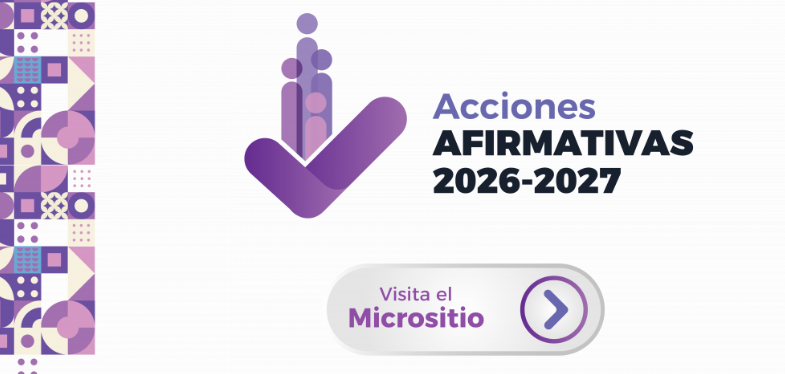 Acciones
AFIRMATIVAS
2026-2027
Visita el
Micrositio